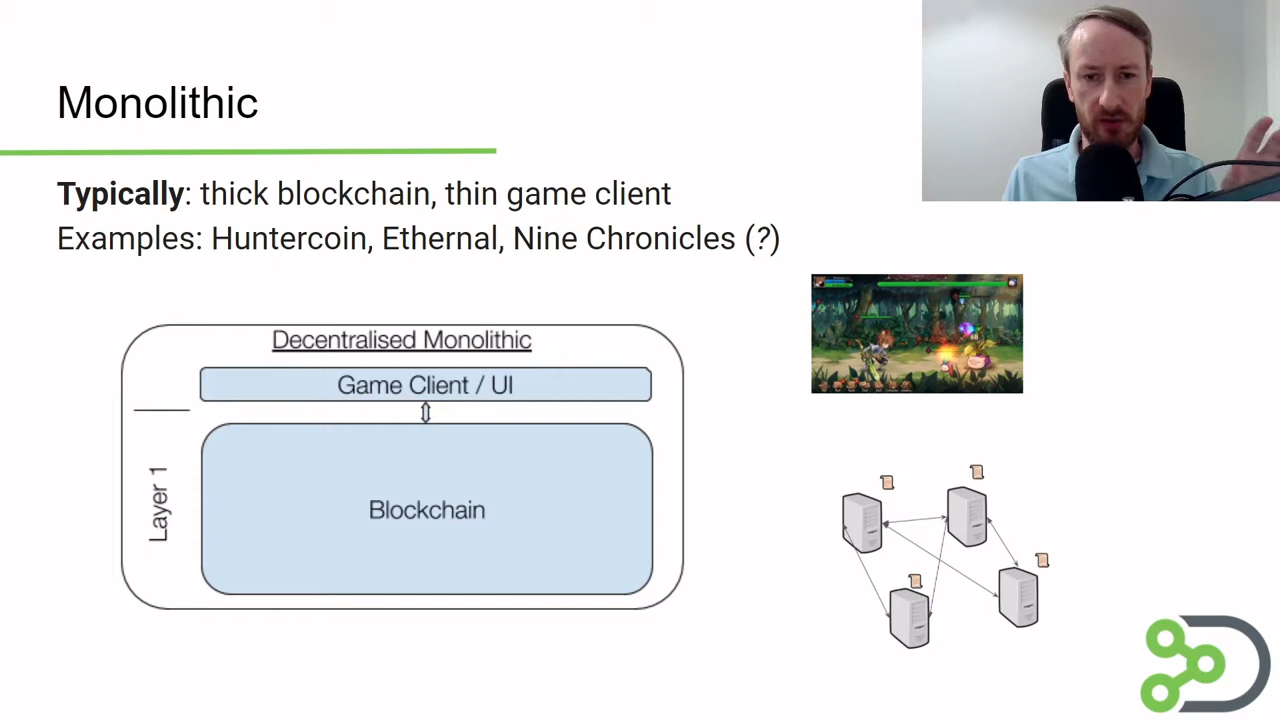 Monolithic
Typically: thick blockchain, thin game client
Examples: Huntercoin, Ethernal, Nine Chronicles (?)
Decentralised Monolithic
Game Client / UI
Layer 1
Blockchain